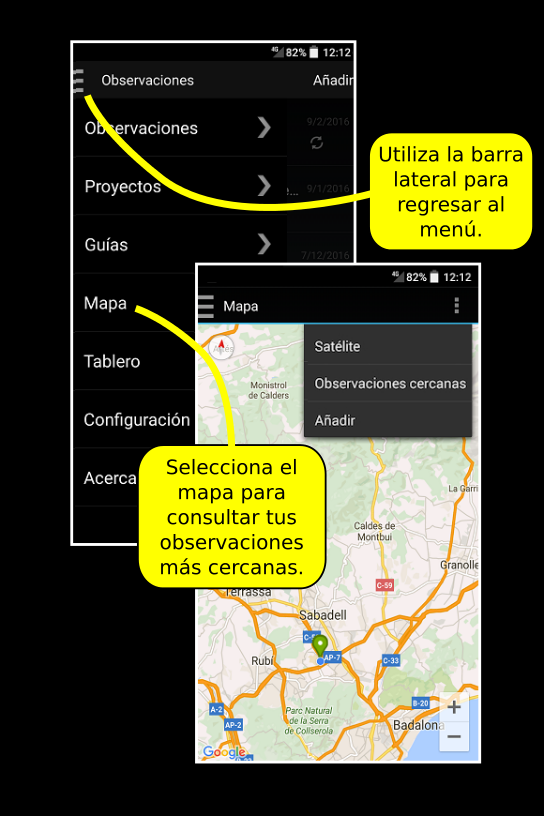 4G 82% 12:12
Observaciones Añadir
Observaciones 9/2/2016
Proyectos e... 9/1/2016
Guías 7/12/2016
Mapa
Tablero
Configuración
Acerca
Utiliza la barra
lateral para
regresar al
menú.
Selecciona el
mapa para
consultar tus
observaciones
más cercanas.
4G 82% 12:12
Mapa
Satélite
Observaciones cercanas
Añadir
Monistrol
de Calders
La Garri
Caldes de
Montbui
C-59
Granolle
Terrassa
Sabadell
AP-7
Rubí
C-33
A-2
AP-2
B-20
Parc Natural
de la Serra
de Collserola
Badalona
+
−
Google